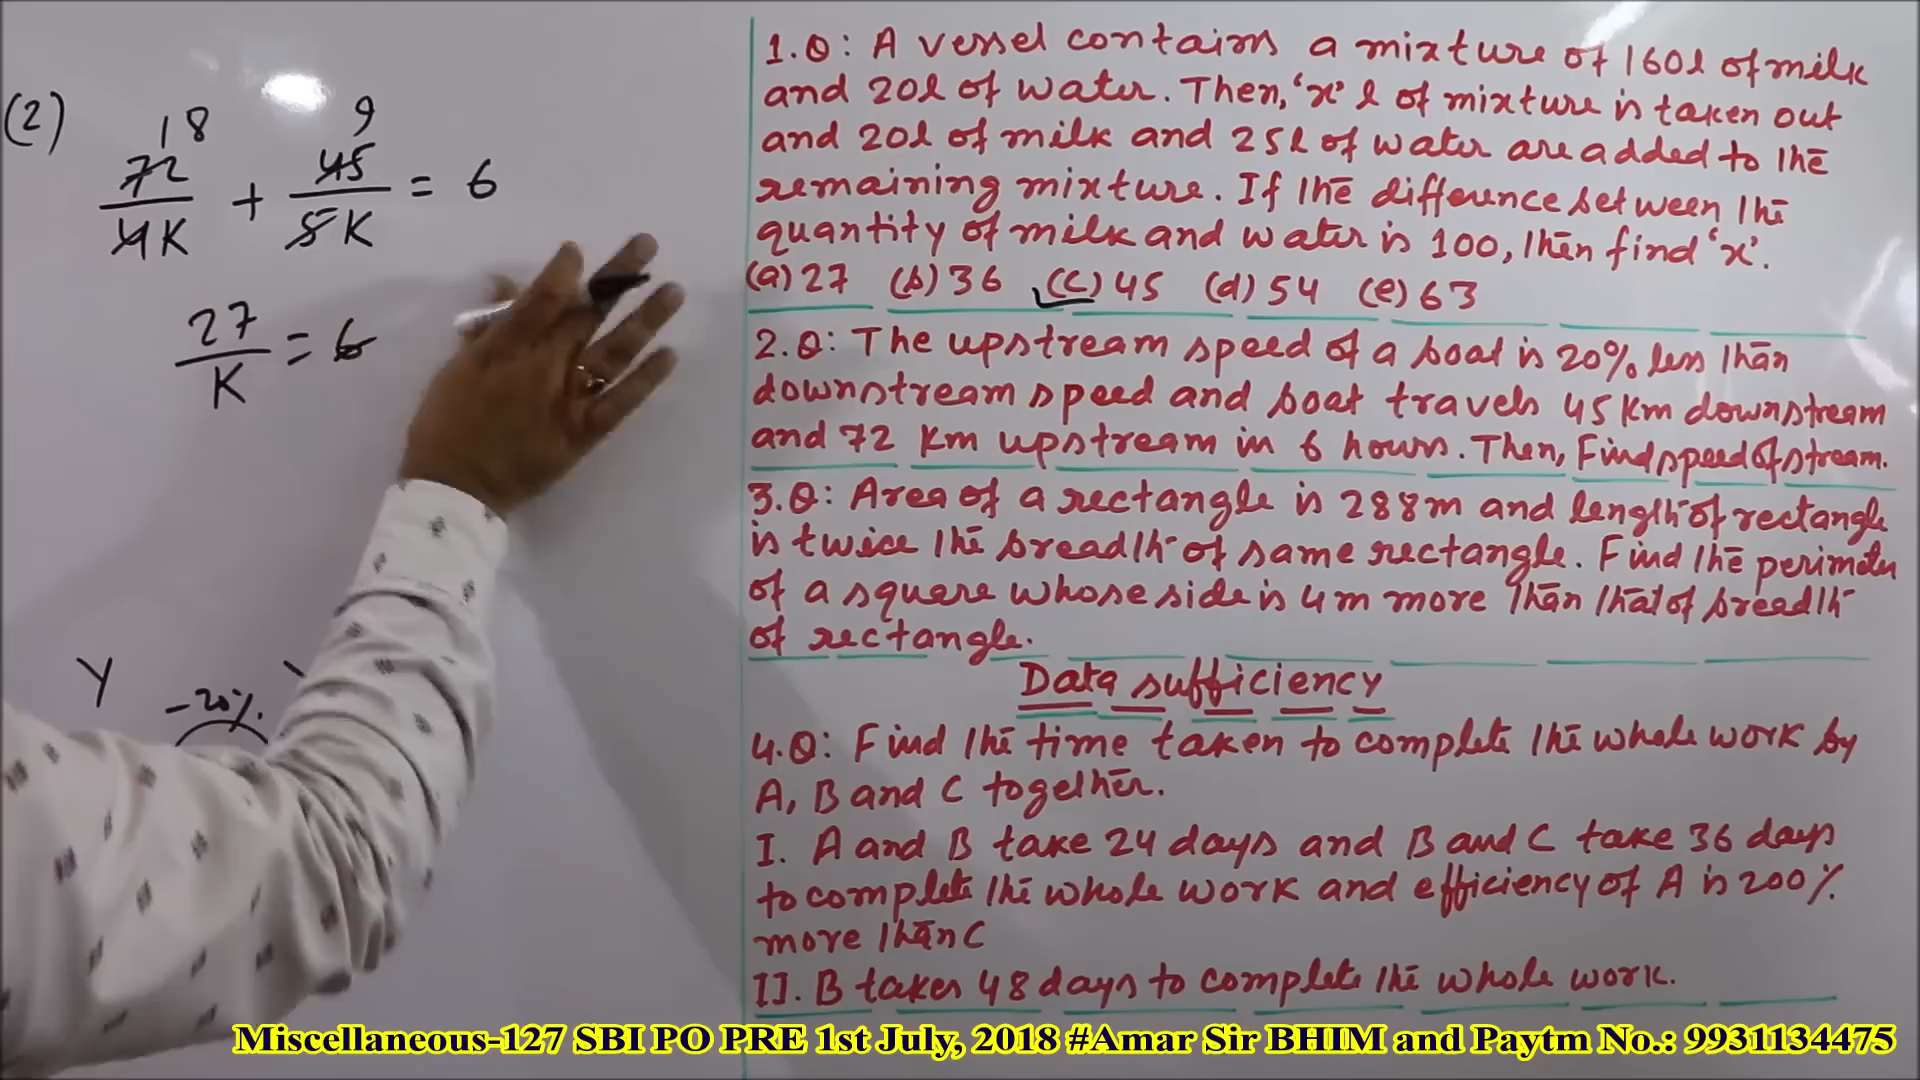 (2)
18 9
72/4K + 45/5K = 6
27/K = 6
Y
-20%.
1.Q: A vessel contains a mixture of 160l of milk
and 20l of water. Then, 'x' l of mixture is taken out
and 20l of milk and 25l of water are added to the
remaining mixture. If the difference between the
quantity of milk and water is 100, then find 'x'.
(a) 27 (b) 36 (c) 45 (d) 54 (e) 63
2.Q: The upstream speed of a boat is 20% less than
downstream speed and boat travels 45 Km downstream
and 72 Km upstream in 6 hours. Then, Find speed of stream.
3.Q: Area of a rectangle is 288m and length of rectangle
is twice the breadth of same rectangle. Find the perimeter
of a square whose side is 4m more than that of breadth
of rectangle.
Data sufficiency
4.Q: Find the time taken to complete the whole work by
A, B and C together.
I. A and B take 24 days and B and C take 36 days
to complete the whole work and efficiency of A is 200%
more than C
II. B takes 48 days to complete the whole work.
Miscellaneous-127 SBI PO PRE 1st July, 2018 #Amar Sir BHIM and Paytm No.: 9931134475